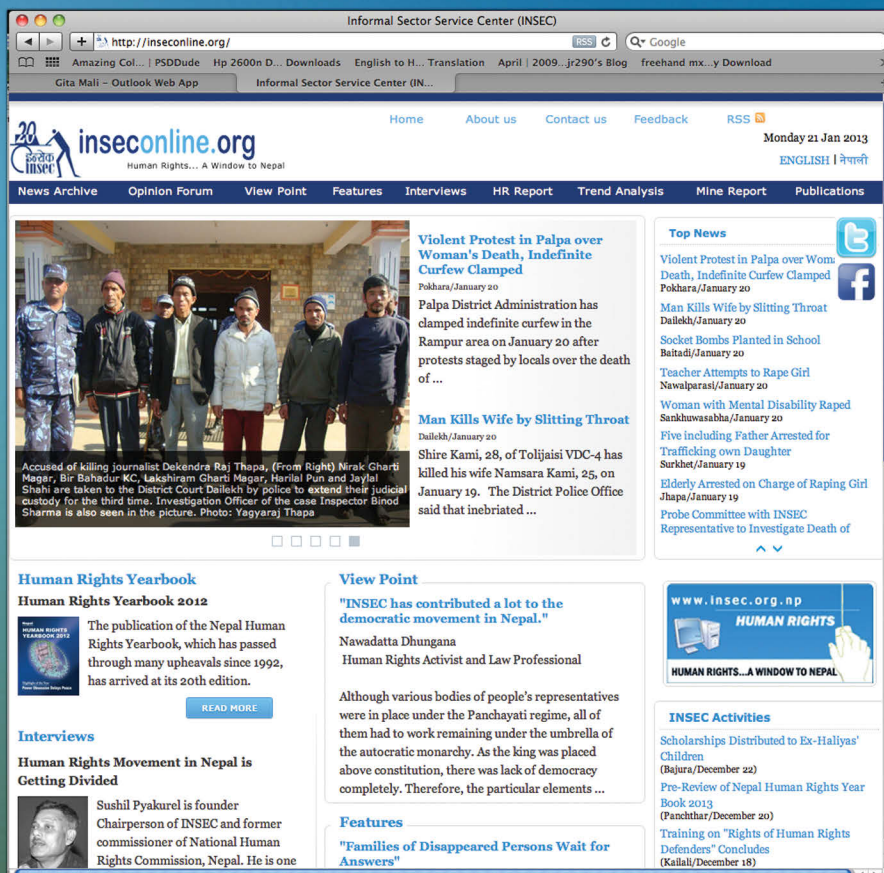 Informal Sector Service Center (INSEC)
http://inseconline.org/
RSS
Google
Amazing Col... | PSDDude
Hp 2600n D... Downloads
English to H... Translation
April | 2009...jr290's Blog
freehand mx...y Download
Gita Mali – Outlook Web App
Informal Sector Service Center (IN...
Home
About us
Contact us
Feedback
RSS
20
इन्सेक
INSEC
inseconline.org
Human Rights... A Window to Nepal
Monday 21 Jan 2013
ENGLISH | नेपाली
News Archive
Opinion Forum
View Point
Features
Interviews
HR Report
Trend Analysis
Mine Report
Publications
Accused of killing journalist Dekendra Raj Thapa, (From Right) Nirak Gharti
Magar, Bir Bahadur KC, Lakshiram Gharti Magar, Harilal Pun and Jaylal
Shahi are taken to the District Court Dailekh by police to extend their judicial
custody for the third time. Investigation Officer of the case Inspector Binod
Sharma is also seen in the picture. Photo: Yagyaraj Thapa
Violent Protest in Palpa over
Woman's Death, Indefinite
Curfew Clamped
Pokhara/January 20
Palpa District Administration has
clamped indefinite curfew in the
Rampur area on January 20 after
protests staged by locals over the death
of ...
Man Kills Wife by Slitting Throat
Dailekh/January 20
Shire Kami, 28, of Tolijaisi VDC-4 has
killed his wife Namsara Kami, 25, on
January 19. The District Police Office
said that inebriated ...
Top News
Violent Protest in Palpa over Wom
Death, Indefinite Curfew Clamped
Pokhara/January 20
Man Kills Wife by Slitting Throat
Dailekh/January 20
Socket Bombs Planted in School
Baitadi/January 20
Teacher Attempts to Rape Girl
Nawalparasi/January 20
Woman with Mental Disability Raped
Sankhuwasabha/January 20
Five including Father Arrested for
Trafficking own Daughter
Surkhet/January 19
Elderly Arrested on Charge of Raping Girl
Jhapa/January 19
Probe Committee with INSEC
Representative to Investigate Death of
Human Rights Yearbook
Human Rights Yearbook 2012
HUMAN RIGHTS
YEARBOOK 2012
The publication of the Nepal Human
Rights Yearbook, which has passed
through many upheavals since 1992,
has arrived at its 20th edition.
READ MORE
Interviews
Human Rights Movement in Nepal is
Getting Divided
Sushil Pyakurel is founder
Chairperson of INSEC and former
commissioner of National Human
Rights Commission, Nepal. He is one
View Point
"INSEC has contributed a lot to the
democratic movement in Nepal."
Nawadatta Dhungana
Human Rights Activist and Law Professional
Although various bodies of people's representatives
were in place under the Panchayati regime, all of
them had to work remaining under the umbrella of
the autocratic monarchy. As the king was placed
above constitution, there was lack of democracy
completely. Therefore, the particular elements ...
Features
"Families of Disappeared Persons Wait for
Answers"
www.insec.org.np
HUMAN RIGHTS
HUMAN RIGHTS...A WINDOW TO NEPAL
INSEC Activities
Scholarships Distributed to Ex-Haliyas'
Children
(Bajura/December 22)
Pre-Review of Nepal Human Rights Year
Book 2013
(Panchthar/December 20)
Training on "Rights of Human Rights
Defenders" Concludes
(Kailali/December 18)